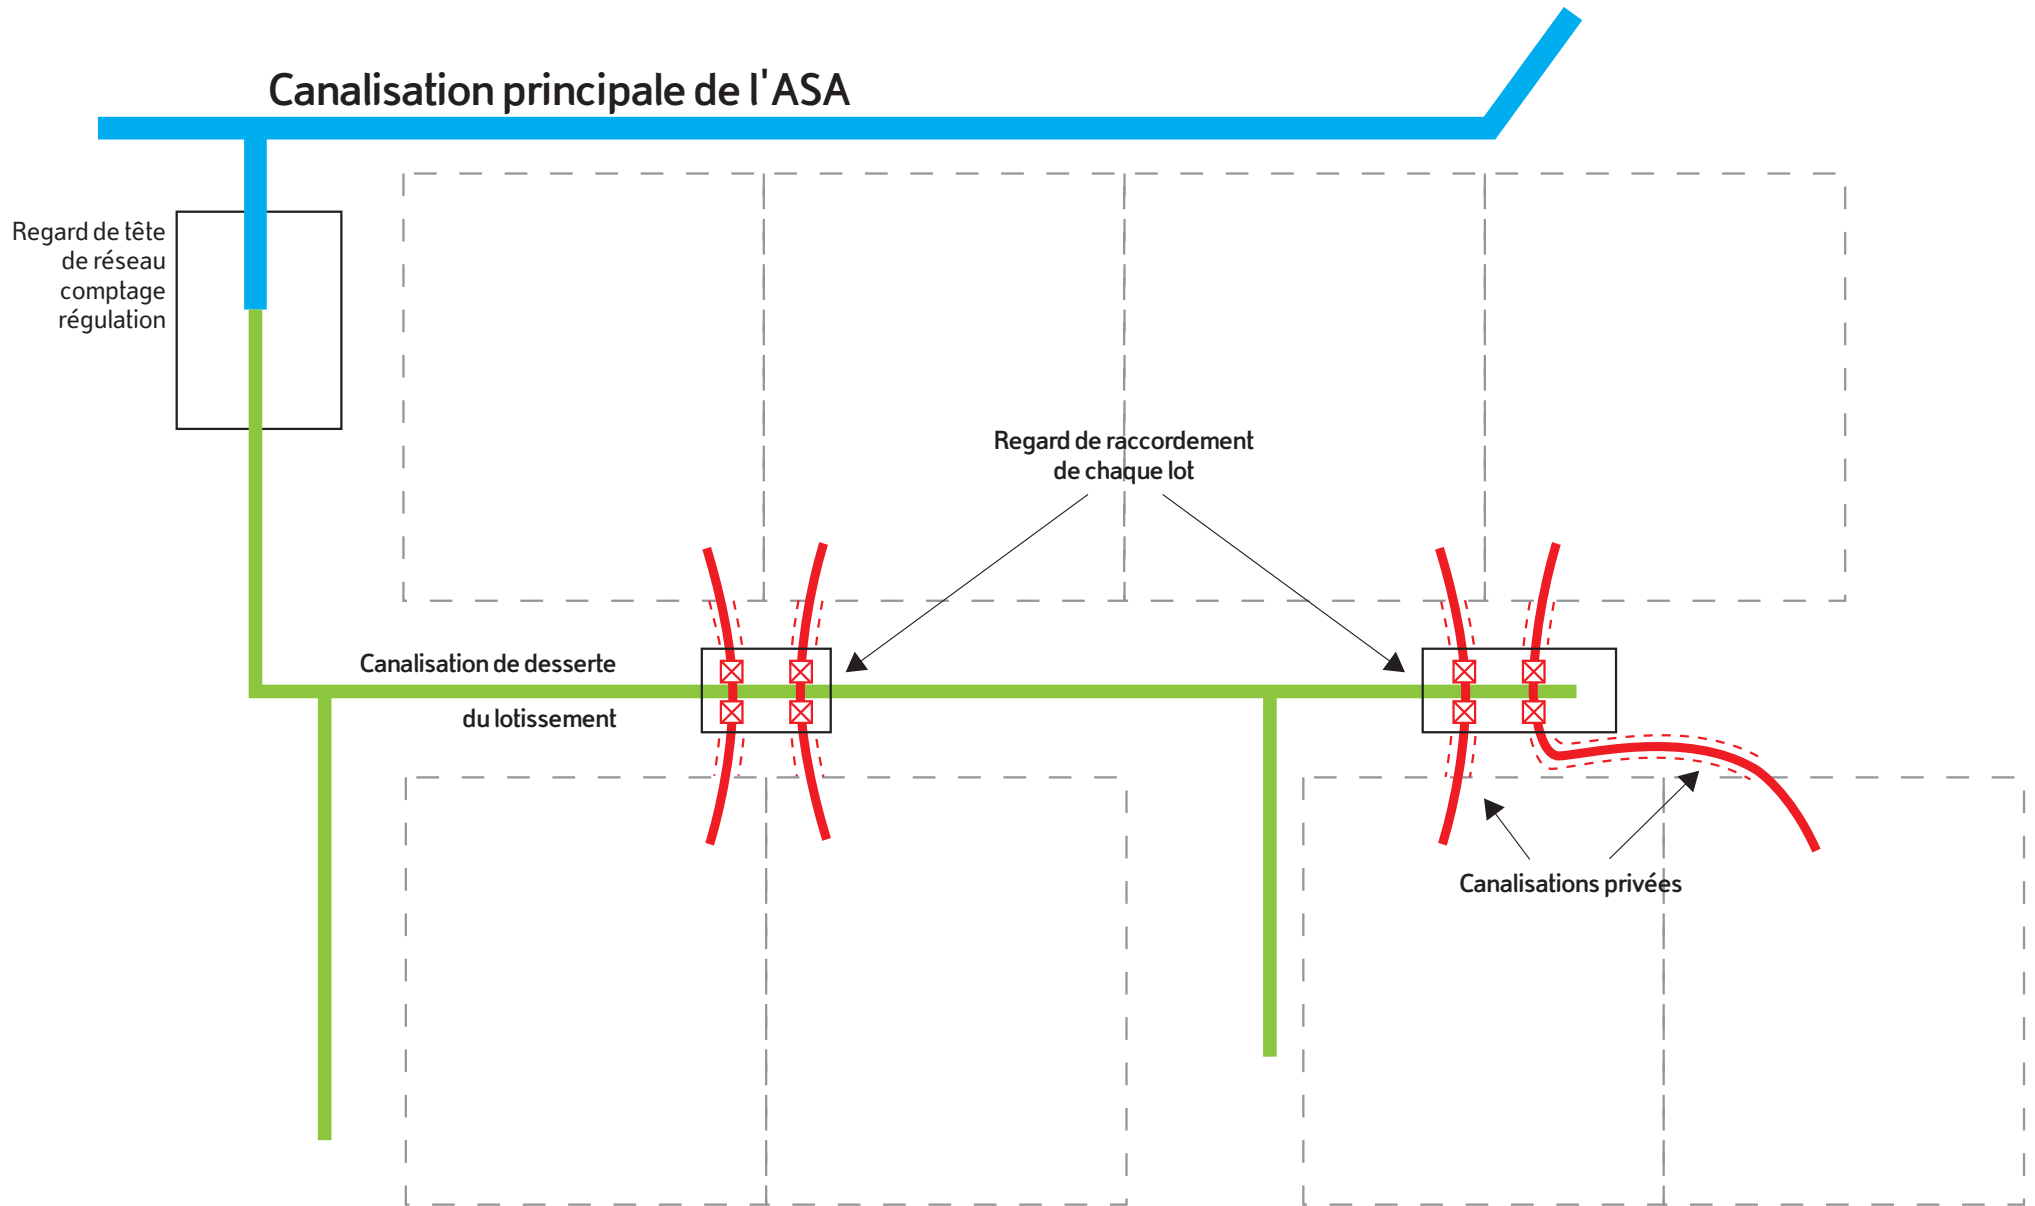 Canalisation principale de l'ASA
Regard de tête
de réseau
comptage
régulation
Regard de raccordement
de chaque lot
Canalisation de desserte
du lotissement
Canalisations privées